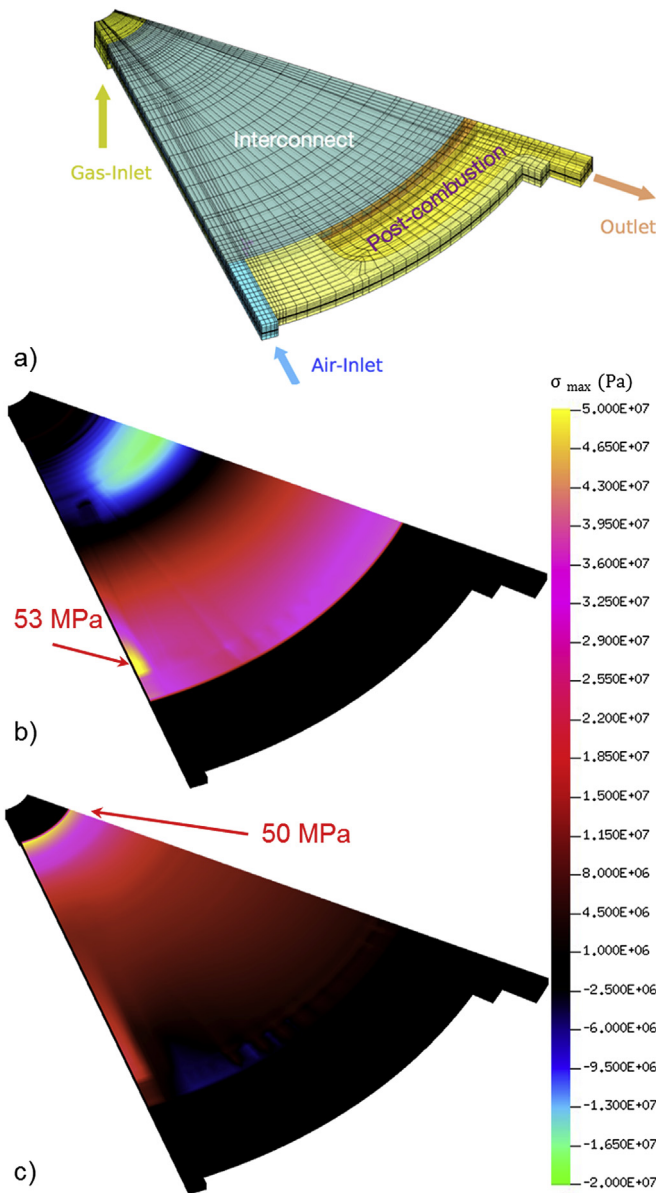 Interconnect
Gas-Inlet
Post-combustion
Outlet
a)
Air-Inlet
σ max (Pa)
5.000E+07
4.650E+07
4.300E+07
3.950E+07
3.600E+07
3.250E+07
2.900E+07
2.550E+07
2.200E+07
1.850E+07
1.500E+07
1.150E+07
8.000E+06
4.500E+06
1.000E+06
-2.500E+06
-6.000E+06
-9.500E+06
-1.300E+07
-1.650E+07
-2.000E+07
53 MPa
b)
50 MPa
c)